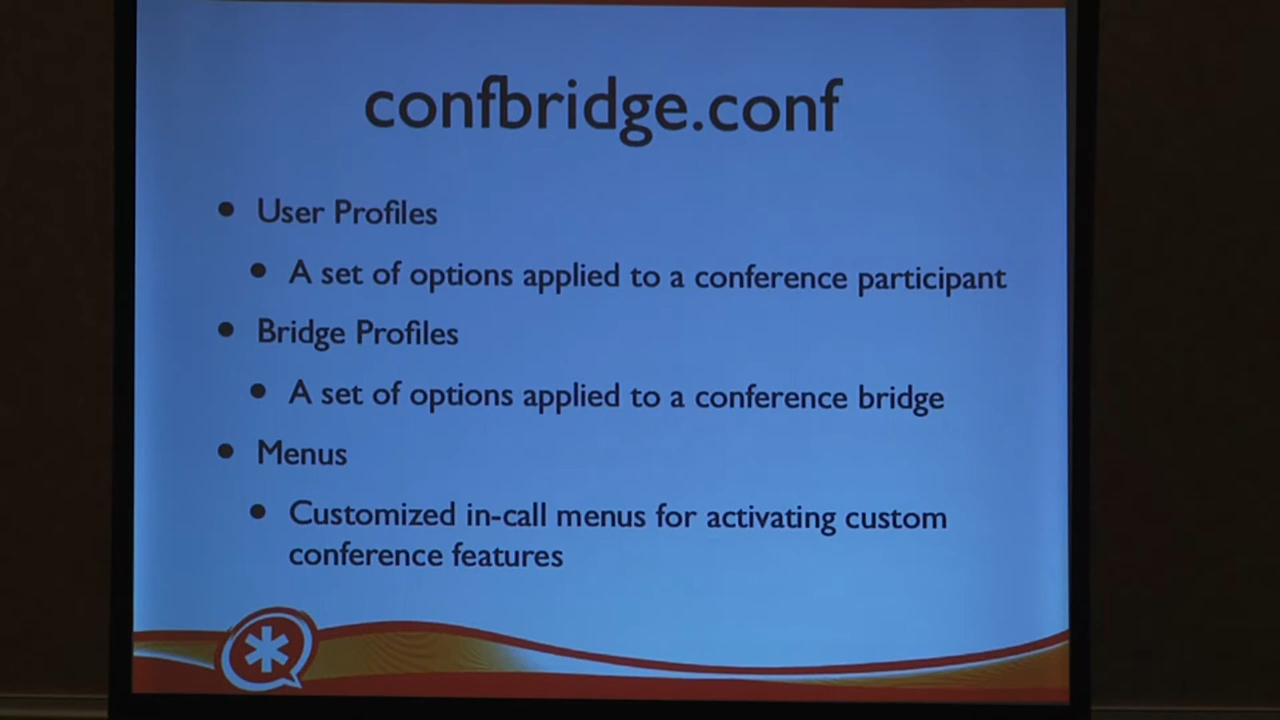 confbridge.conf
• User Profiles
• A set of options applied to a conference participant
• Bridge Profiles
• A set of options applied to a conference bridge
• Menus
• Customized in-call menus for activating custom
conference features